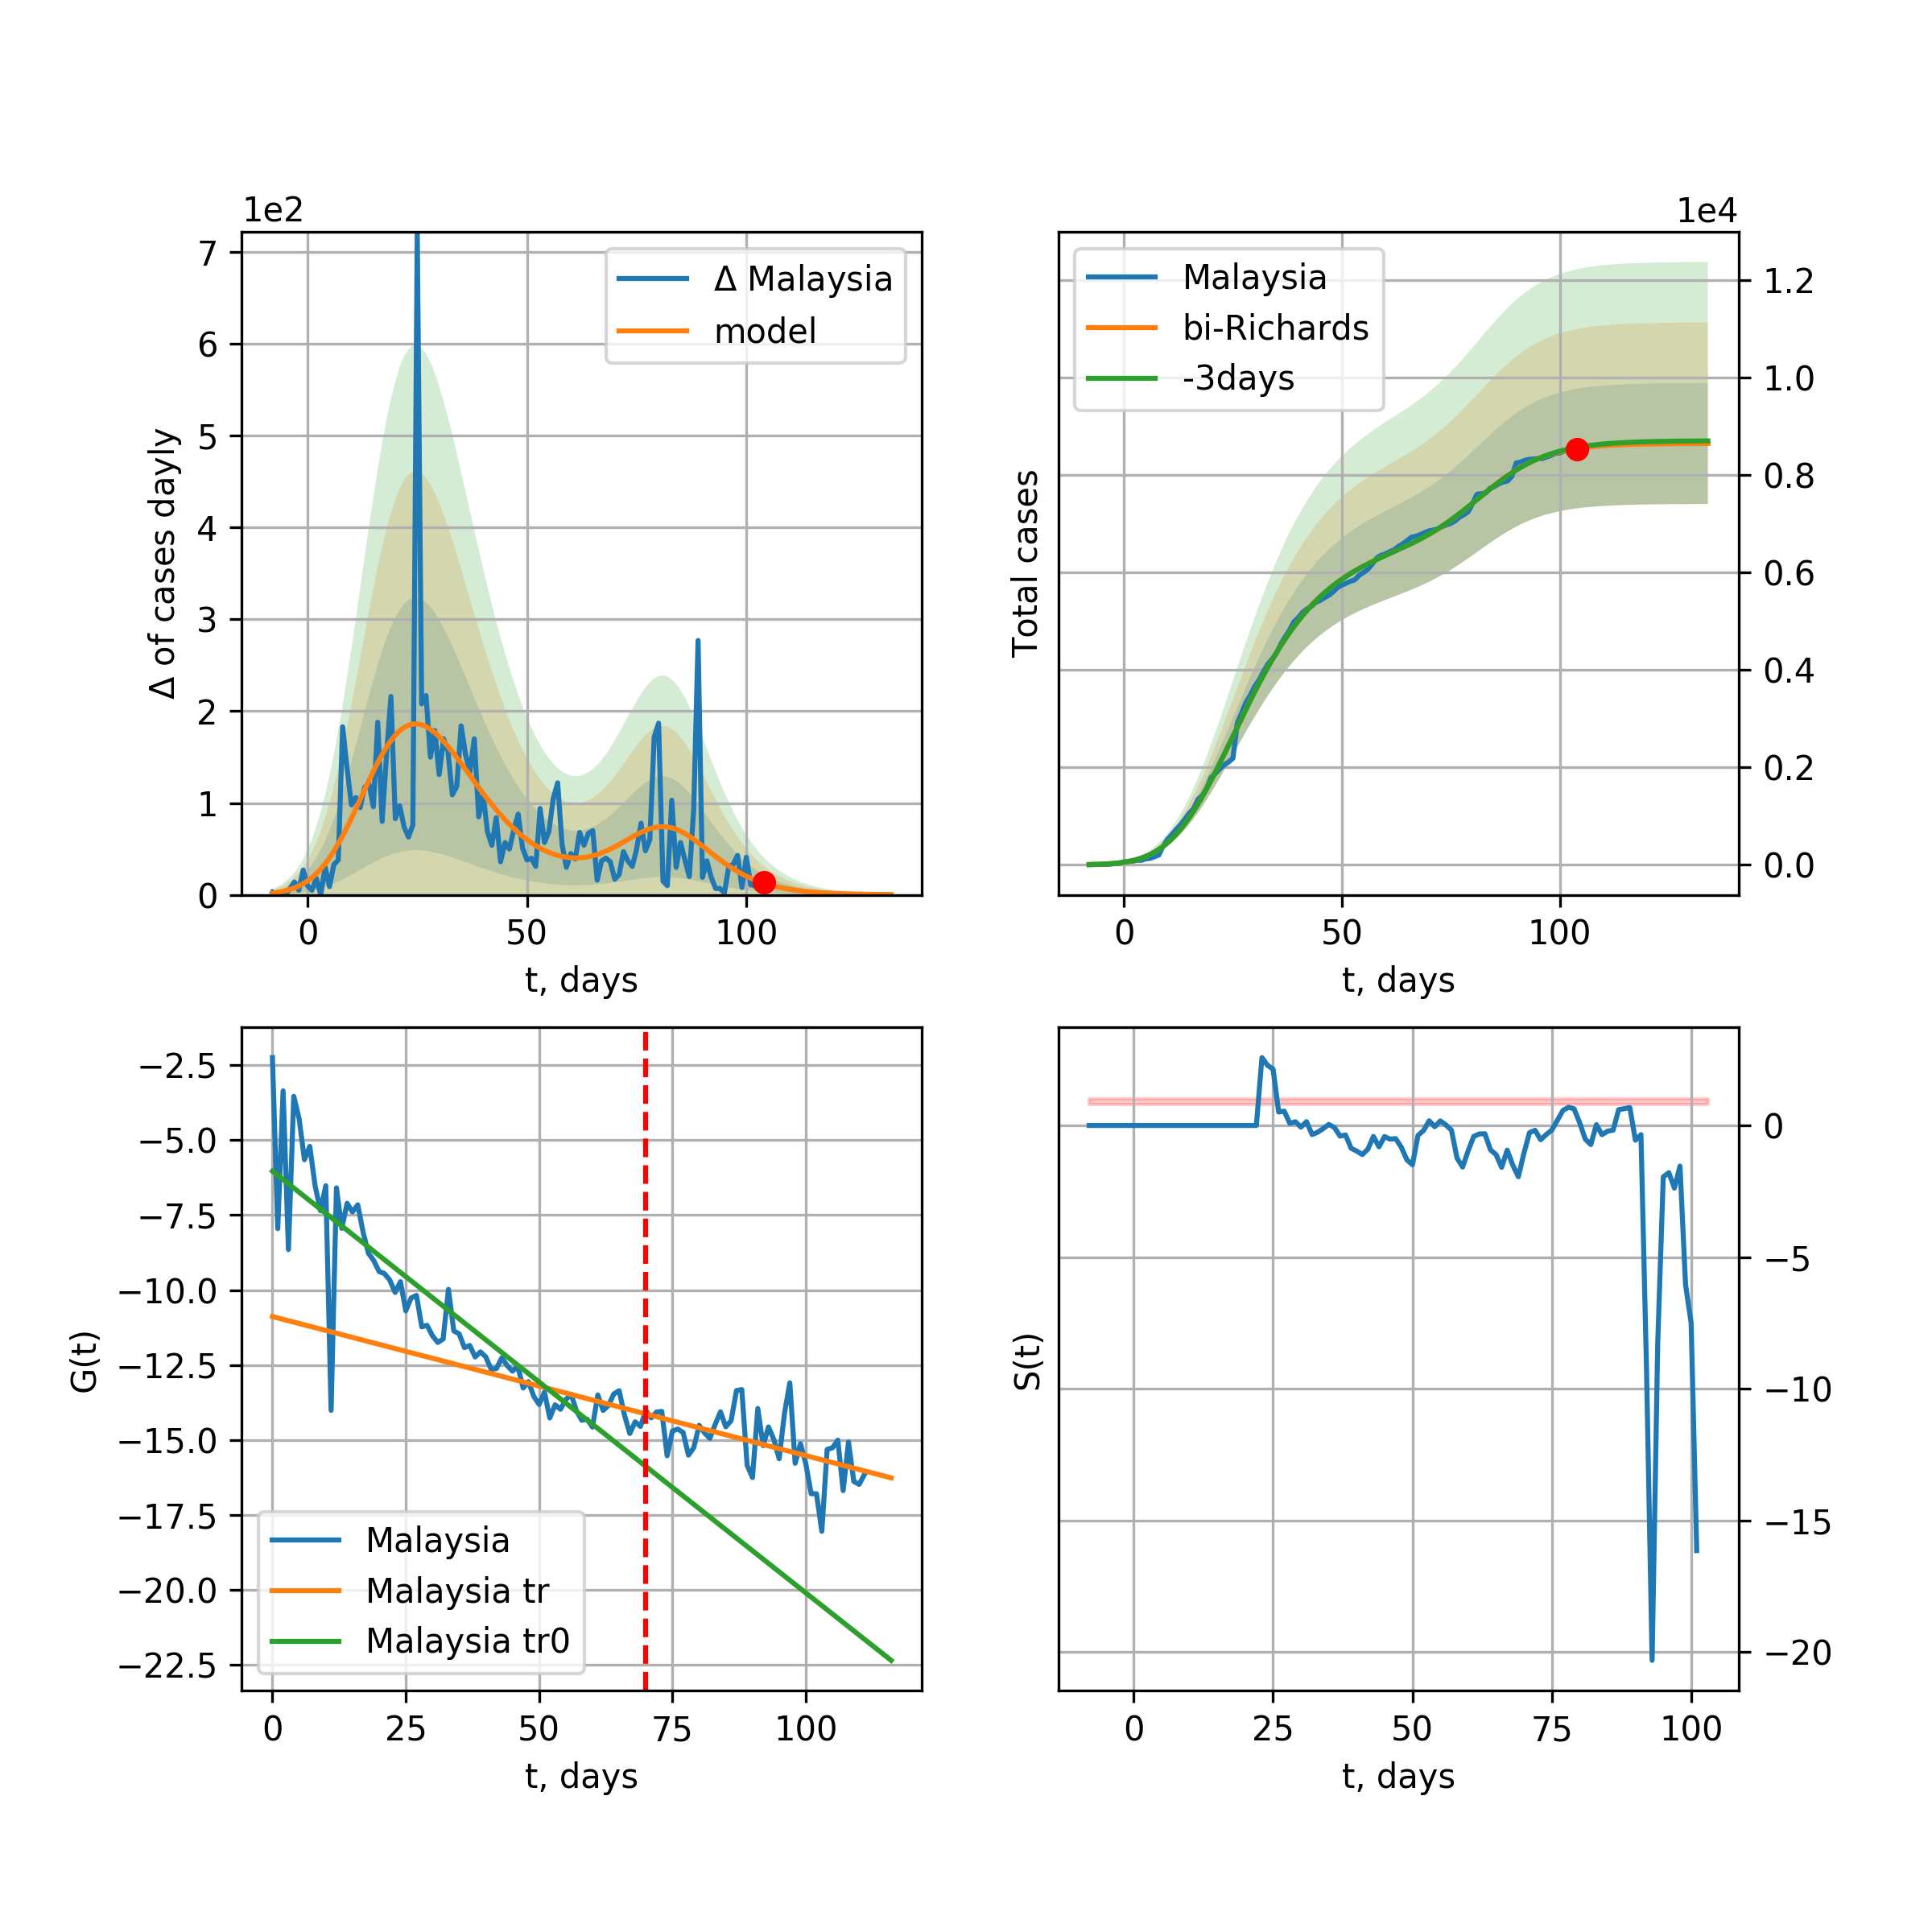 1e2
7
6
5
4
3
2
1
0
Δ of cases dayly
Δ Malaysia
model
0 50 100
t, days
1e4
Malaysia
bi-Richards
-3days
Total cases
1.2
1.0
0.8
0.6
0.4
0.2
0.0
0 50 100
t, days
−2.5
−5.0
−7.5
−10.0
−12.5
−15.0
−17.5
−20.0
−22.5
G(t)
Malaysia
Malaysia tr
Malaysia tr0
0 25 50 75 100
t, days
S(t)
0
−5
−10
−15
−20
0 25 50 75 100
t, days